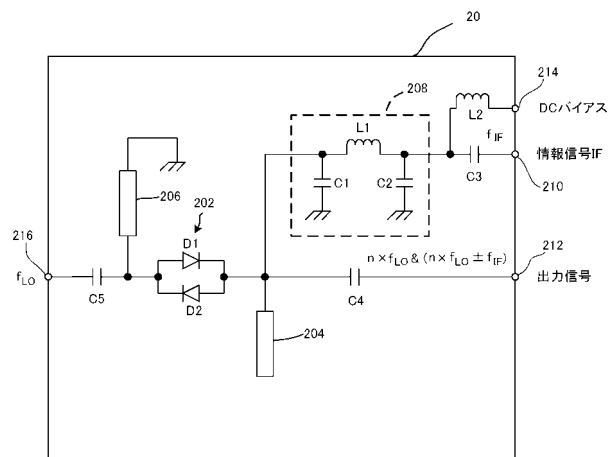 20
214
208
DCバイアス
L2
L1
f_IF
情報信号IF
C1
C2
C3
210
206
202
216
D1
n×f_LO&(n×f_LO±f_IF)
212
f_LO
C5
D2
C4
出力信号
204